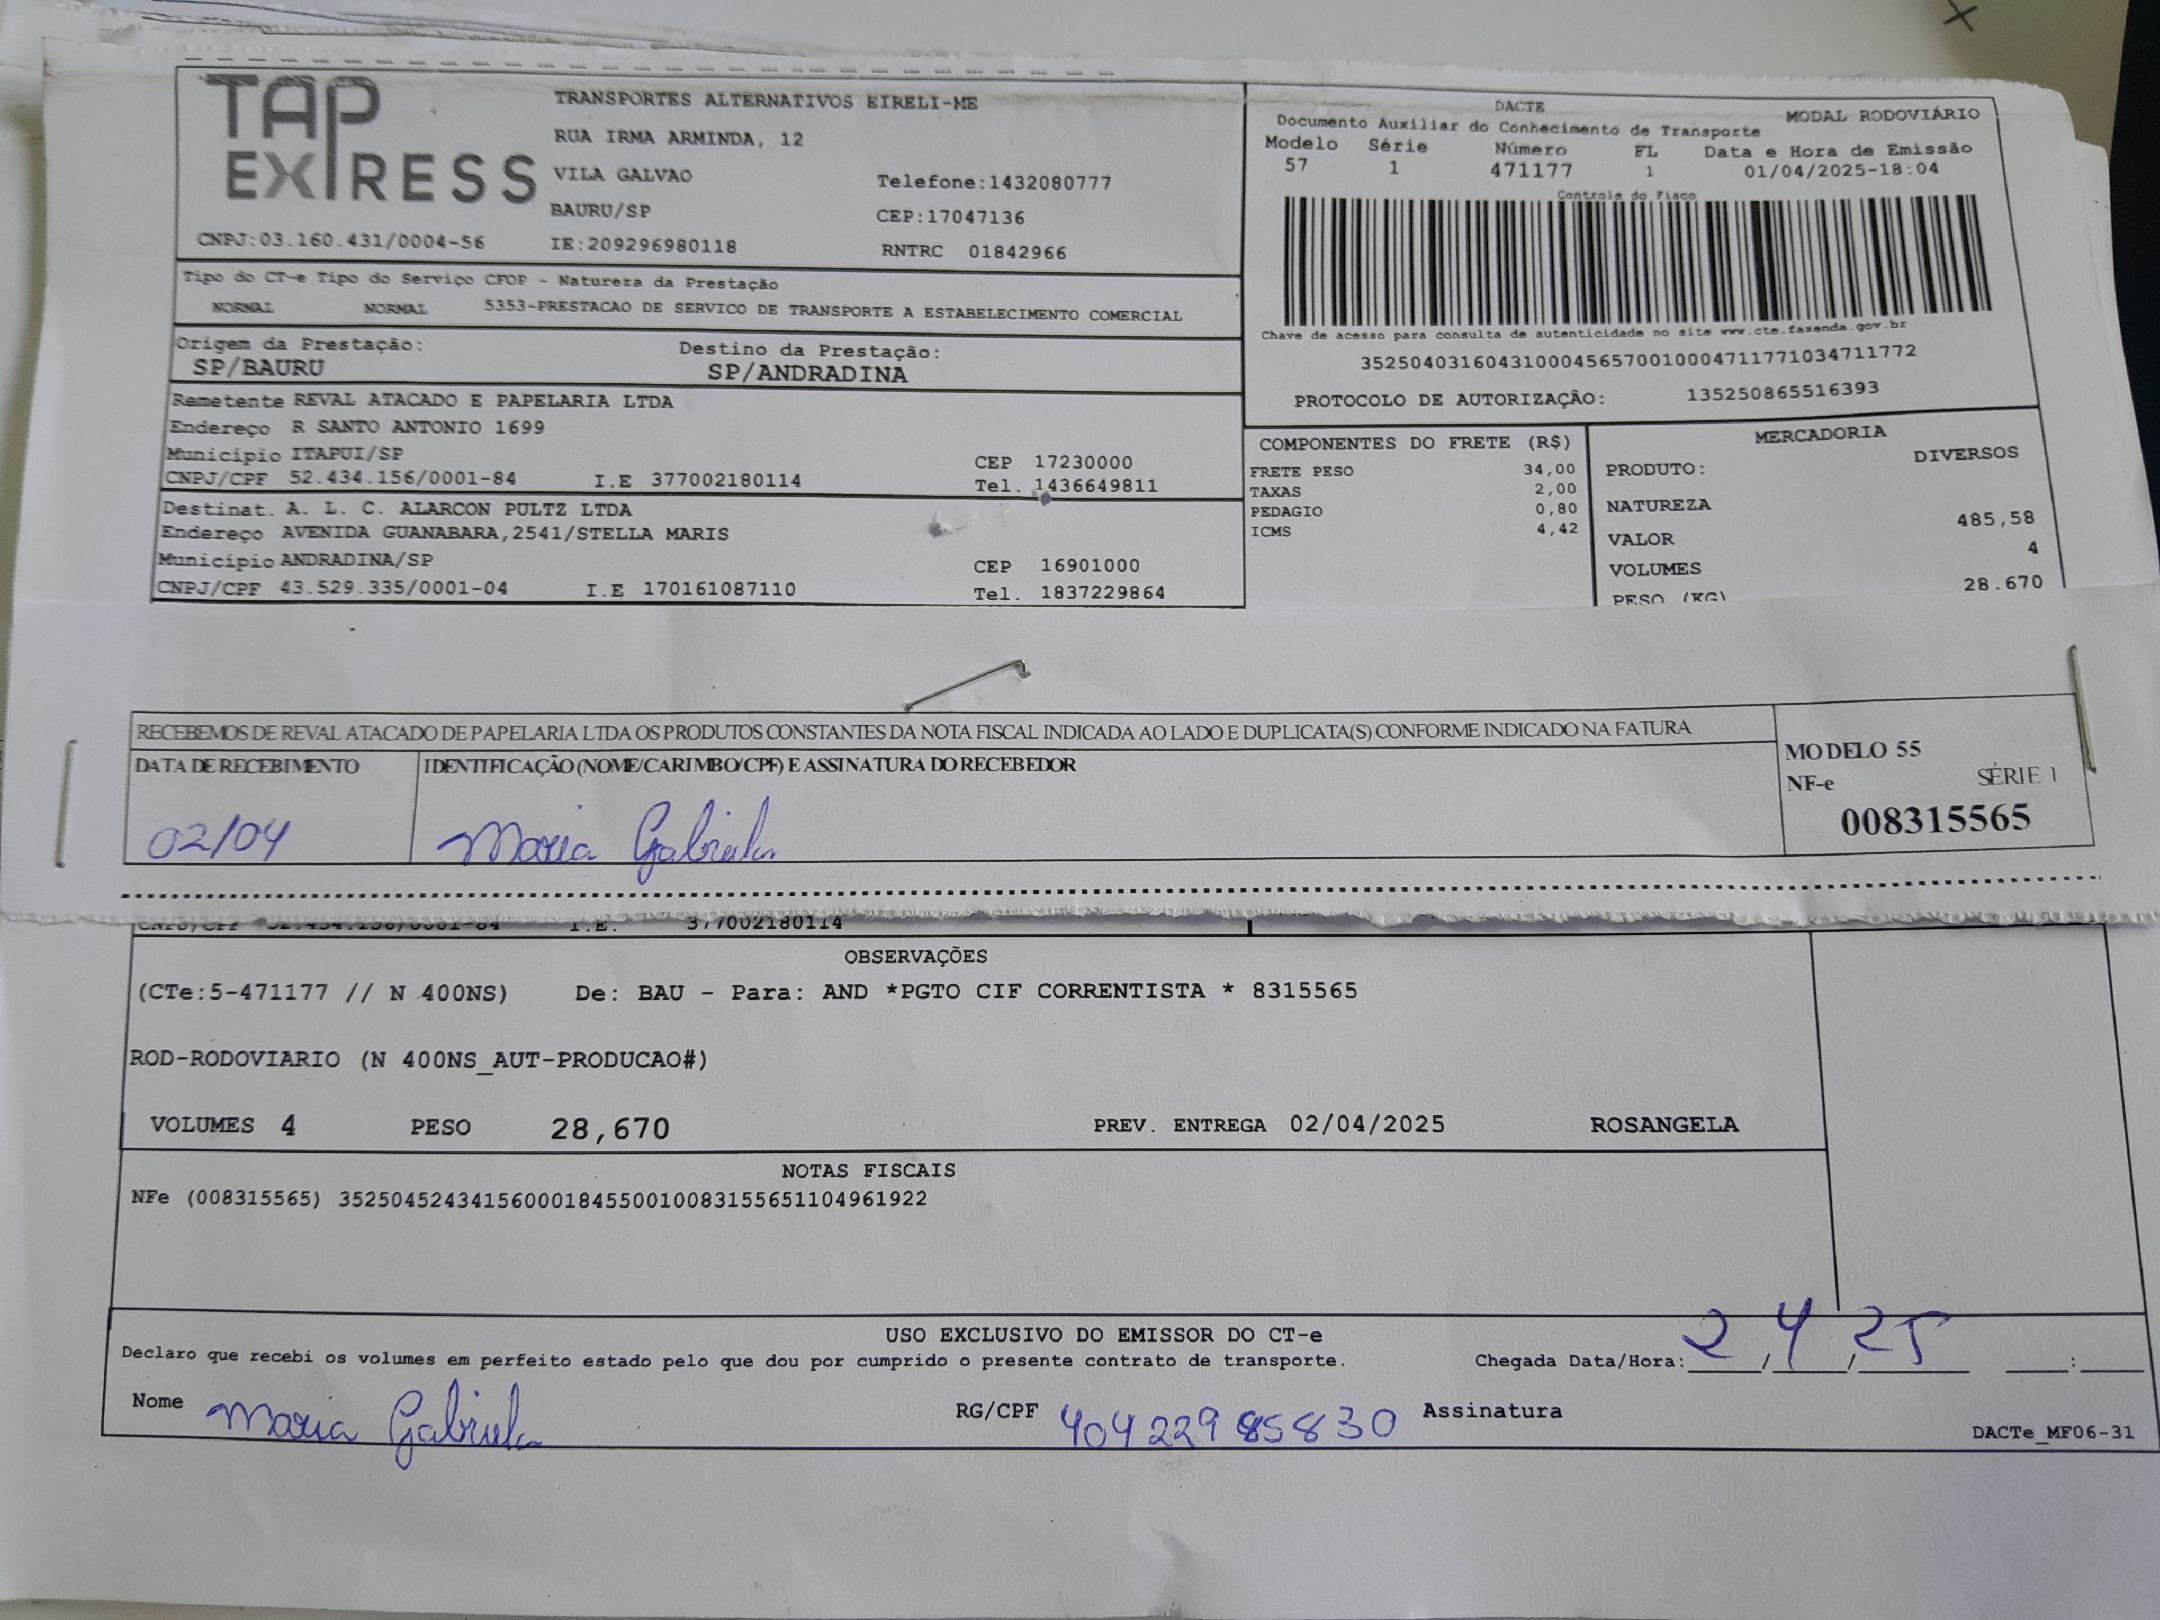 TAP EXPRESS
TRANSPORTES ALTERNATIVOS EIRELI-ME
RUA IRMA ARMINDA, 12
VILA GALVAO Telefone:1432080777
BAURU/SP CEP:17047136
CNPJ:03.160.431/0004-56 IE:209296980118 RNTRC 01842966
DACTE MODAL RODOVIÁRIO
Documento Auxiliar do Conhecimento de Transporte
Modelo Série Número FL Data e Hora de Emissão
57 1 471177 1 01/04/2025-18:04
Controle do Fisco
Chave de acesso para consulta de autenticidade no site www.cte.fazenda.gov.br
35250403160431000456570010004711771034711772
PROTOCOLO DE AUTORIZAÇÃO: 135250865516393
Tipo do CT-e Tipo do Serviço CFOP - Natureza da Prestação
NORMAL NORMAL 5353-PRESTACAO DE SERVICO DE TRANSPORTE A ESTABELECIMENTO COMERCIAL
Origem da Prestação: Destino da Prestação:
SP/BAURU SP/ANDRADINA
Remetente REVAL ATACADO E PAPELARIA LTDA
Endereço R SANTO ANTONIO 1699
Município ITAPUI/SP CEP 17230000
CNPJ/CPF 52.434.156/0001-84 I.E 377002180114 Tel. 1436649811
Destinat. A. L. C. ALARCON PULTZ LTDA
Endereço AVENIDA GUANABARA,2541/STELLA MARIS
Município ANDRADINA/SP CEP 16901000
CNPJ/CPF 43.529.335/0001-04 I.E 170161087110 Tel. 1837229864
COMPONENTES DO FRETE (R$)
FRETE PESO 34,00
TAXAS 2,00
PEDAGIO 0,80
ICMS 4,42
MERCADORIA
PRODUTO: DIVERSOS
NATUREZA
VALOR 485,58
VOLUMES 4
PESO (KG) 28.670
RECEBEMOS DE REVAL ATACADO DE PAPELARIA LTDA OS PRODUTOS CONSTANTES DA NOTA FISCAL INDICADA AO LADO E DUPLICATA(S) CONFORME INDICADO NA FATURA
DATA DE RECEBIMENTO IDENTIFICAÇÃO (NOME/CARIMBO/CPF) E ASSINATURA DO RECEBEDOR
02/04 Maria Gabriela
MODELO 55
NF-e SÉRIE 1
008315565
CNPJ/CPF 52.434.156/0001-84 I.E. 377002180114
OBSERVAÇÕES
(CTe:5-471177 // N 400NS) De: BAU - Para: AND *PGTO CIF CORRENTISTA * 8315565
ROD-RODOVIARIO (N 400NS_AUT-PRODUCAO#)
VOLUMES 4 PESO 28,670 PREV. ENTREGA 02/04/2025 ROSANGELA
NOTAS FISCAIS
NFe (008315565) 35250452434156000184550010083155651104961922
USO EXCLUSIVO DO EMISSOR DO CT-e
Declaro que recebi os volumes em perfeito estado pelo que dou por cumprido o presente contrato de transporte. Chegada Data/Hora: 2/4/25 :
Nome Maria Gabriela RG/CPF 40422985830 Assinatura
DACTe_MF06-31